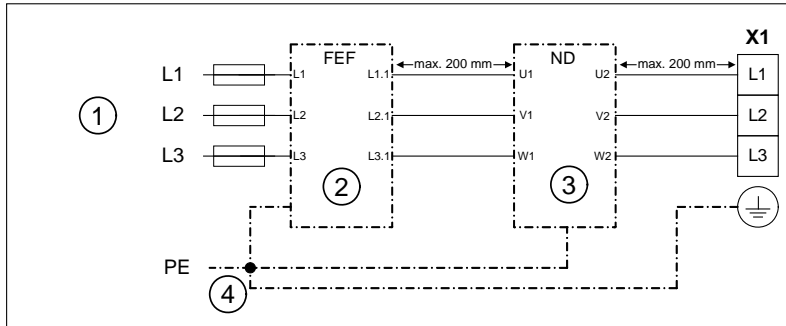 X1
FEF
ND
max. 200 mm
max. 200 mm
L1
L1
L1.1
U1
U2
L1
1
L2
L2
L2.1
V1
V2
L2
L3
L3
L3.1
W1
W2
L3
2
3
PE
4